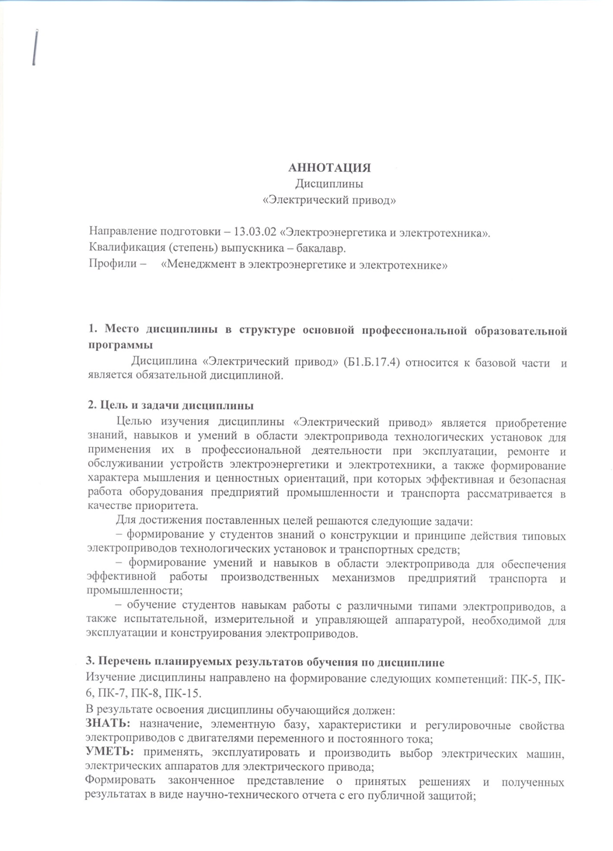 АННОТАЦИЯ
Дисциплины
«Электрический привод»
Направление подготовки – 13.03.02 «Электроэнергетика и электротехника».
Квалификация (степень) выпускника – бакалавр.
Профили – «Менеджмент в электроэнергетике и электротехнике»
1. Место дисциплины в структуре основной профессиональной образовательной
программы
Дисциплина «Электрический привод» (Б1.Б.17.4) относится к базовой части и
является обязательной дисциплиной.
2. Цель и задачи дисциплины
Целью изучения дисциплины «Электрический привод» является приобретение
знаний, навыков и умений в области электропривода технологических установок для
применения их в профессиональной деятельности при эксплуатации, ремонте и
обслуживании устройств электроэнергетики и электротехники, а также формирование
характера мышления и ценностных ориентаций, при которых эффективная и безопасная
работа оборудования предприятий промышленности и транспорта рассматривается в
качестве приоритета.
Для достижения поставленных целей решаются следующие задачи:
– формирование у студентов знаний о конструкции и принципе действия типовых
электроприводов технологических установок и транспортных средств;
– формирование умений и навыков в области электропривода для обеспечения
эффективной работы производственных механизмов предприятий транспорта и
промышленности;
– обучение студентов навыкам работы с различными типами электроприводов, а
также испытательной, измерительной и управляющей аппаратурой, необходимой для
эксплуатации и конструирования электроприводов.
3. Перечень планируемых результатов обучения по дисциплине
Изучение дисциплины направлено на формирование следующих компетенций: ПК-5, ПК-
6, ПК-7, ПК-8, ПК-15.
В результате освоения дисциплины обучающийся должен:
ЗНАТЬ: назначение, элементную базу, характеристики и регулировочные свойства
электроприводов с двигателями переменного и постоянного тока;
УМЕТЬ: применять, эксплуатировать и производить выбор электрических машин,
электрических аппаратов для электрического привода;
Формировать законченное представление о принятых решениях и полученных
результатах в виде научно-технического отчета с его публичной защитой;